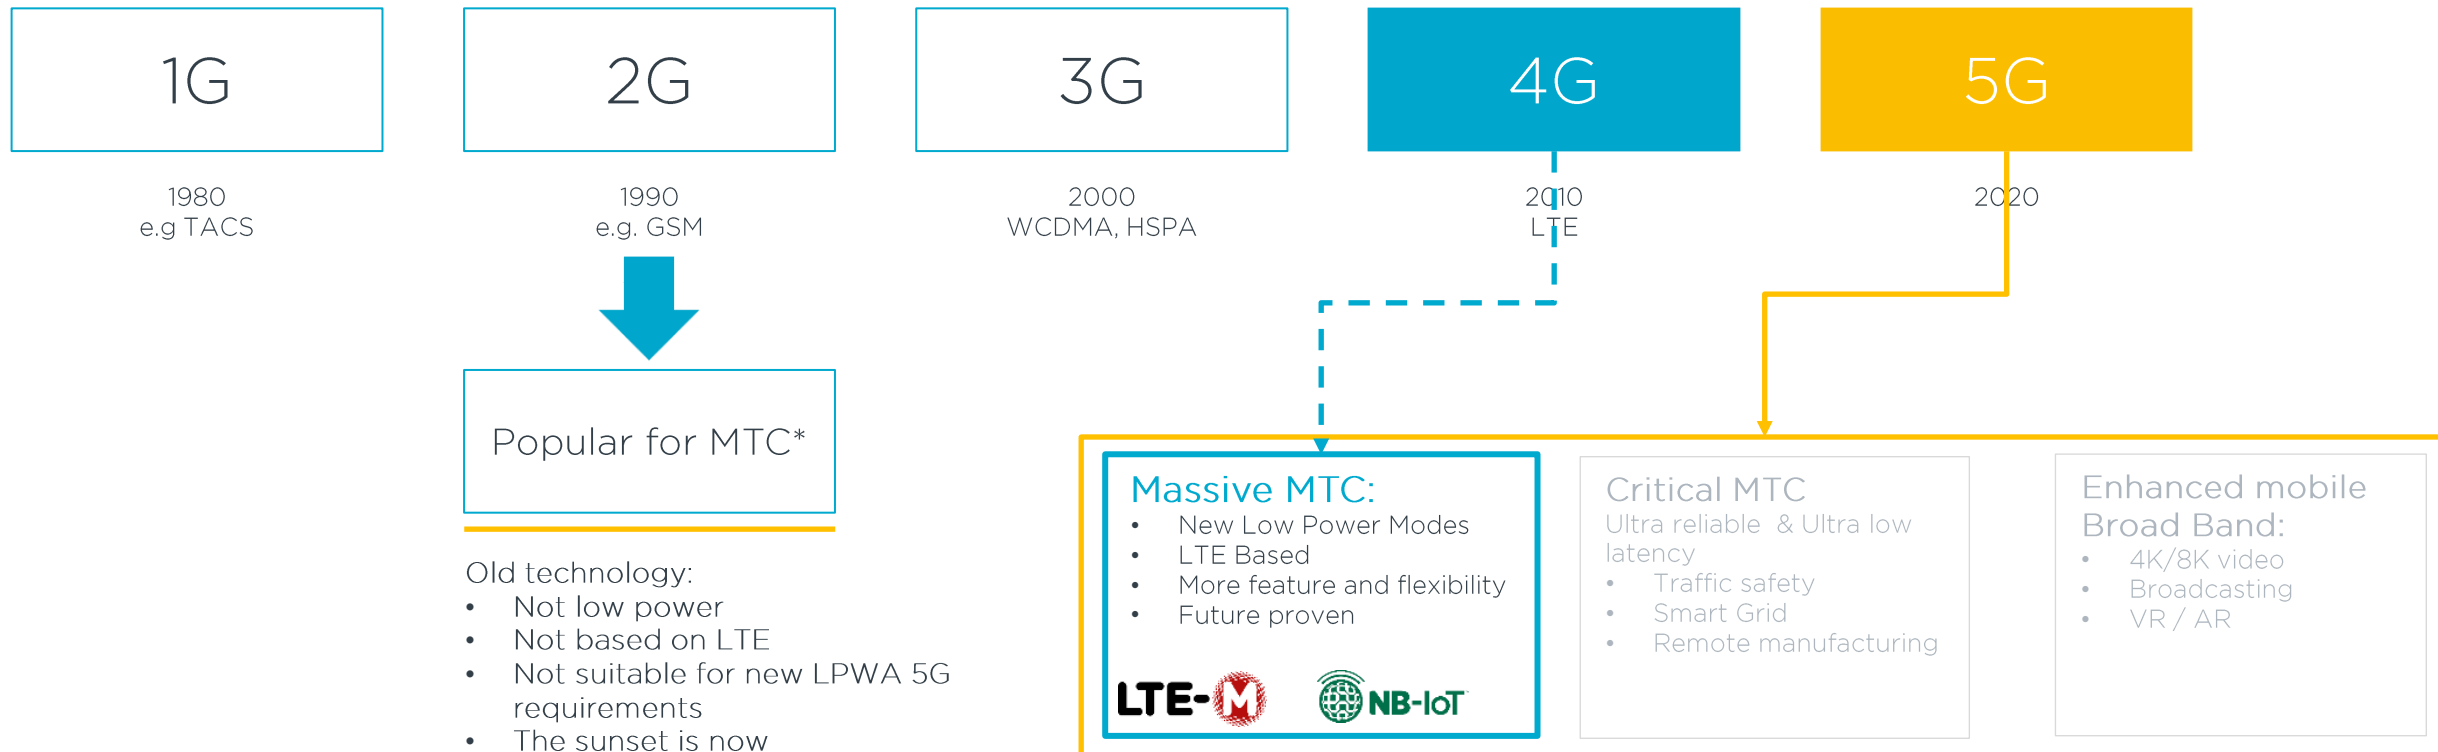 1G
2G
3G
4G
5G
1980
e.g TACS
1990
e.g. GSM
2000
WCDMA, HSPA
2010
LTE
2020
Popular for MTC*
Old technology:
• Not low power
• Not based on LTE
• Not suitable for new LPWA 5G
requirements
• The sunset is now
Massive MTC:
• New Low Power Modes
• LTE Based
• More feature and flexibility
• Future proven
LTE-M
NB-IoT
Critical MTC
Ultra reliable & Ultra low
latency
• Traffic safety
• Smart Grid
• Remote manufacturing
Enhanced mobile
Broad Band:
• 4K/8K video
• Broadcasting
• VR / AR